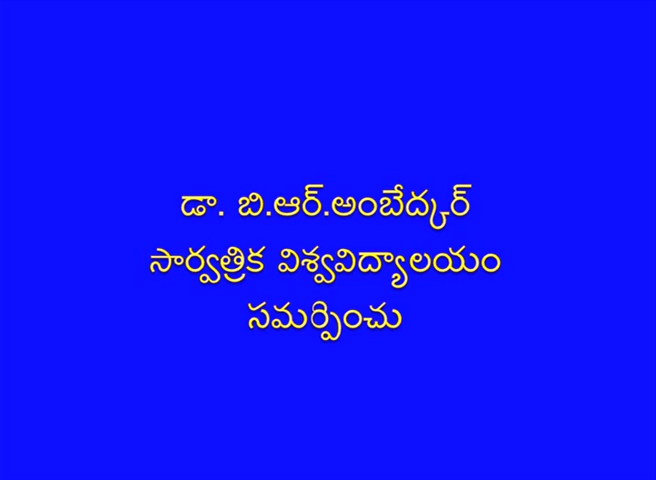 డా. బి.ఆర్.అంబేద్కర్
సార్వత్రిక విశ్వవిద్యాలయం
సమర్పించు